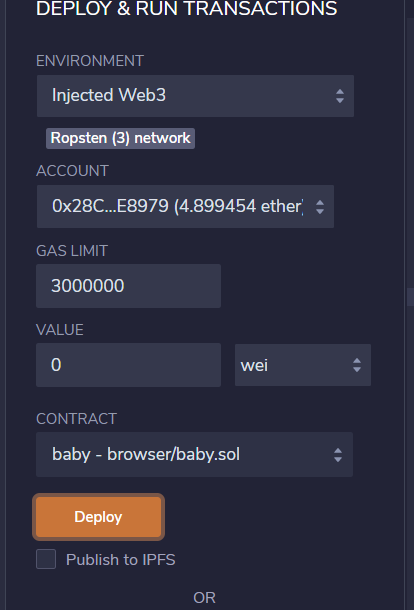 DEPLOY & RUN TRANSACTIONS
ENVIRONMENT
Injected Web3
Ropsten (3) network
ACCOUNT
0x28C...E8979 (4.899454 ether)
GAS LIMIT
3000000
VALUE
0 wei
CONTRACT
baby - browser/baby.sol
Deploy
Publish to IPFS
OR